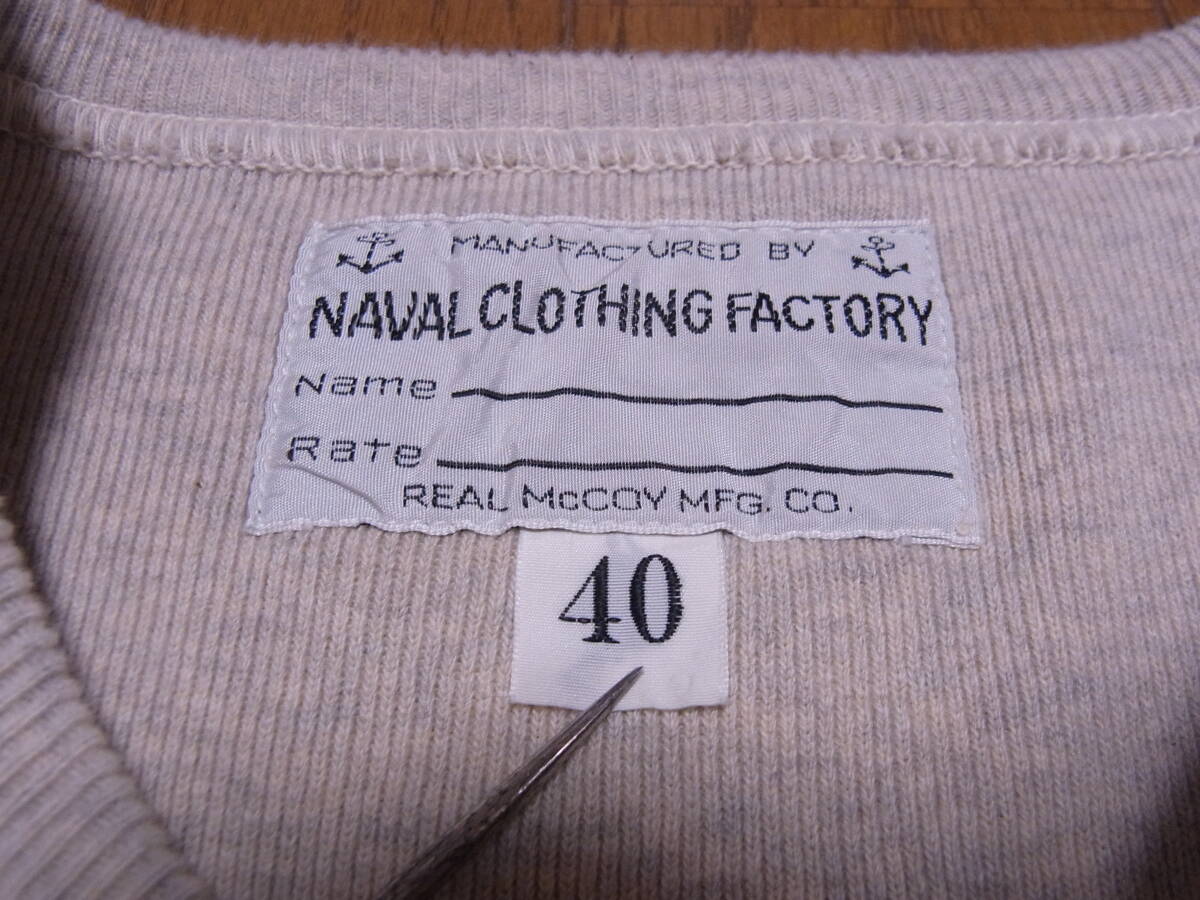 MANUFACTURED BY
NAVAL CLOTHING FACTORY
Name
Rate
REAL McCOY MFG. CO.
40